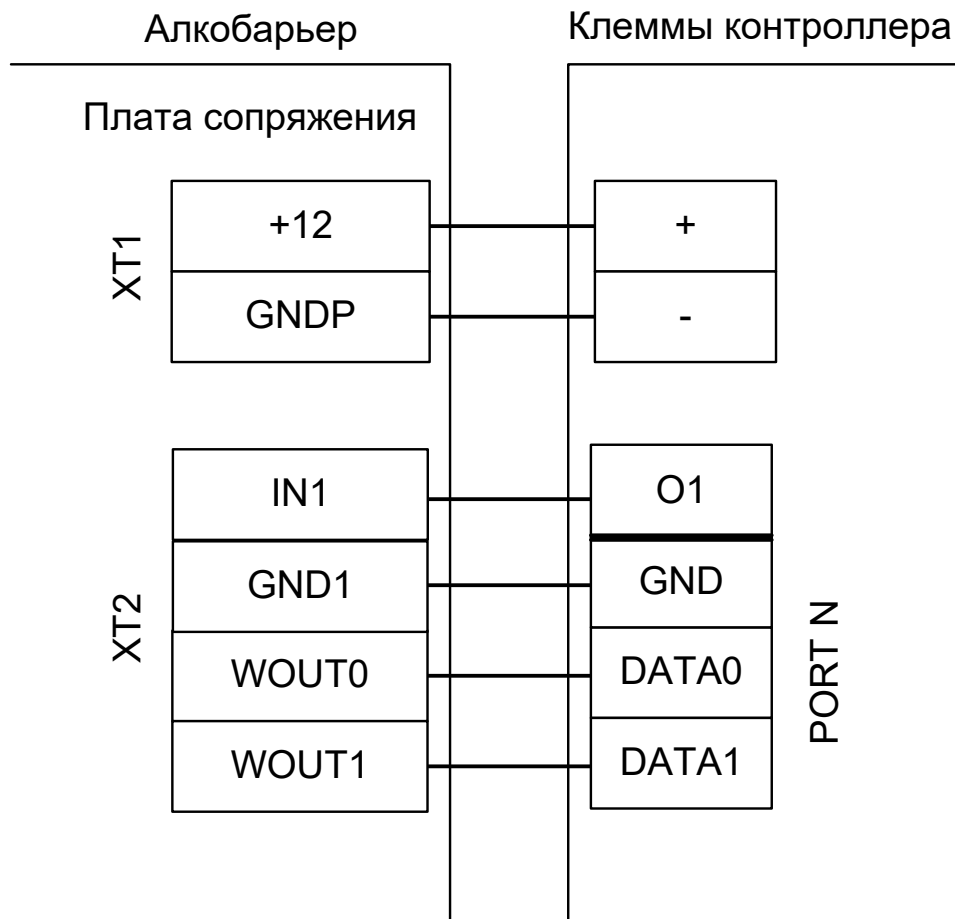 Алкобарьер
Клеммы контроллера
Плата сопряжения
XT1
+12
+
GNDP
-
XT2
IN1
O1
GND1
GND
WOUT0
DATA0
WOUT1
DATA1
PORT N